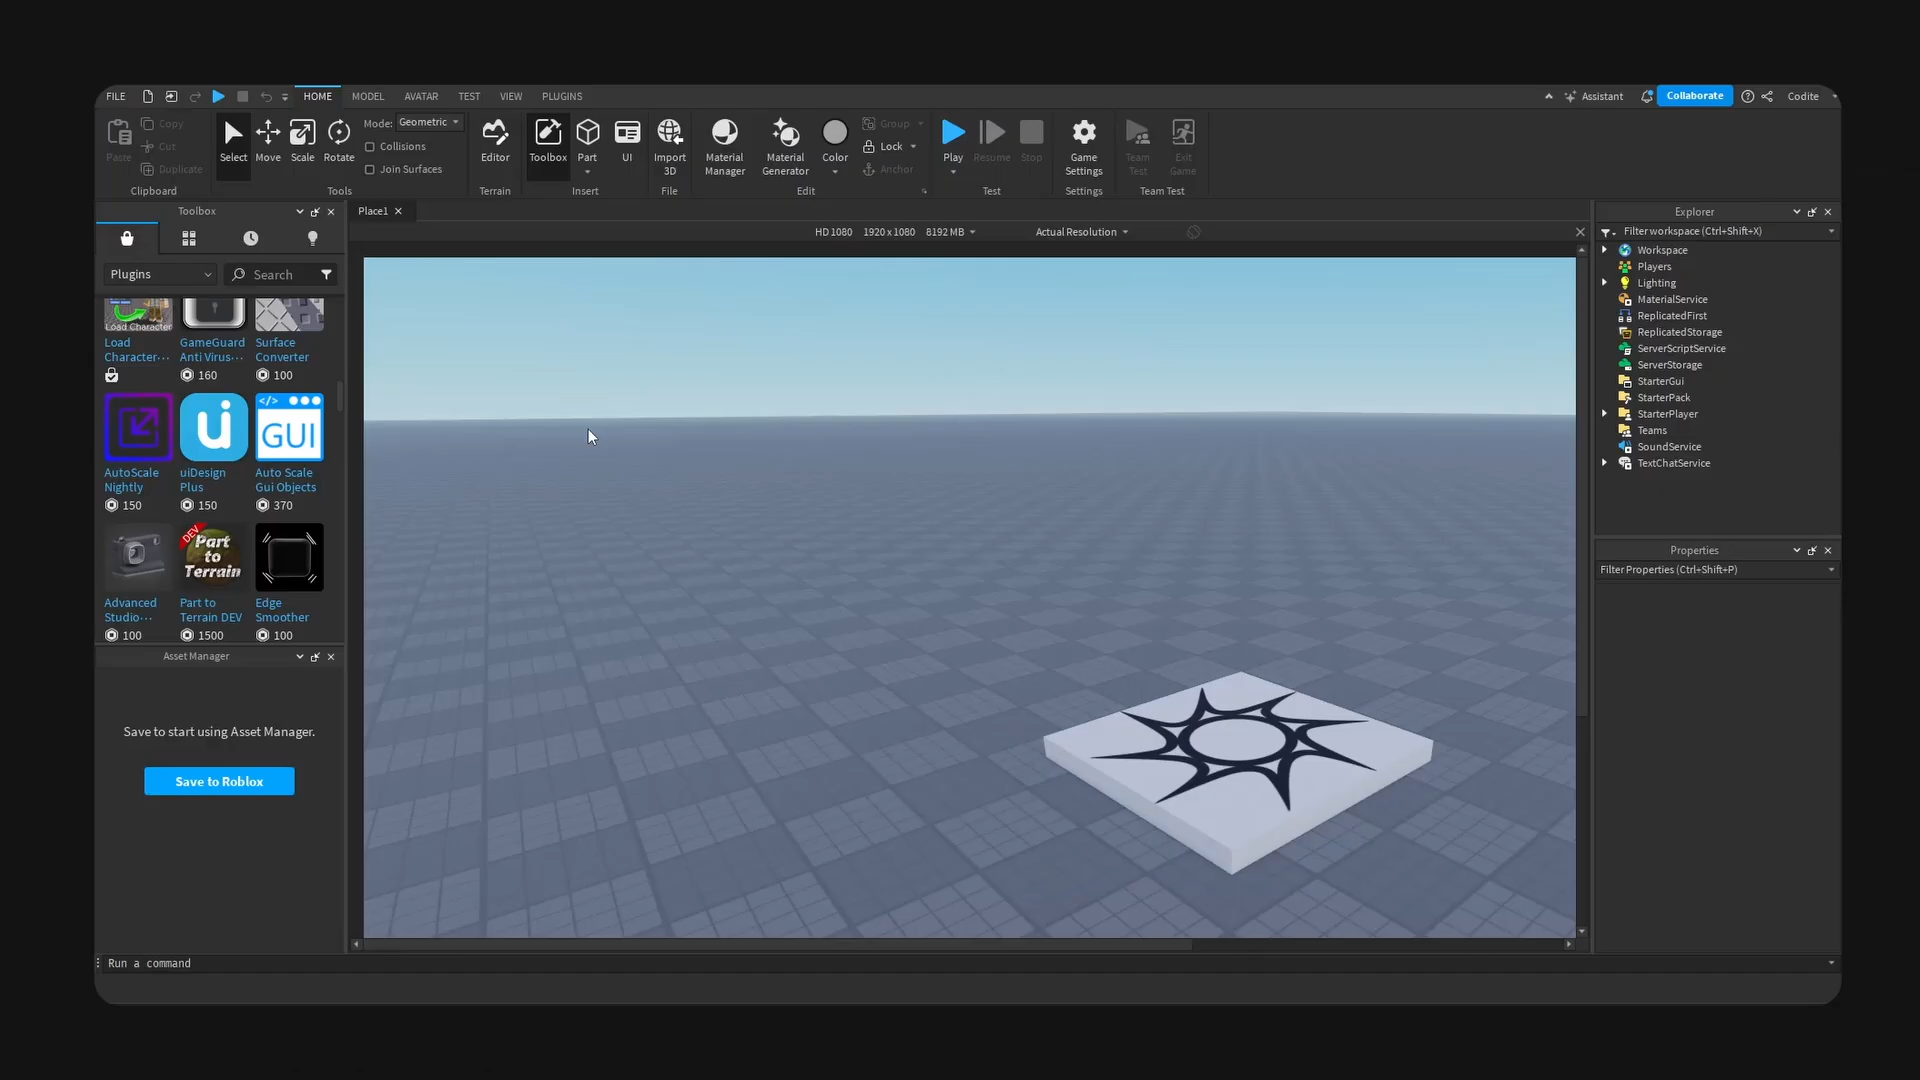 FILE
HOME
MODEL
AVATAR
TEST
VIEW
PLUGINS
Assistant
Collaborate
Codite
Paste
Copy
Cut
Duplicate
Clipboard
Select
Move
Scale
Rotate
Mode:
Geometric
Collisions
Join Surfaces
Tools
Editor
Terrain
Toolbox
Part
UI
Insert
Import
3D
File
Material
Manager
Material
Generator
Color
Group
Lock
Anchor
Edit
Play
Resume
Stop
Test
Game
Settings
Settings
Team
Test
Exit
Game
Team Test
Toolbox
Plugins
Search
Load Character
Load
Character···
GameGuard
Anti Virus···
160
Surface
Converter
100
</>
GUI
AutoScale
Nightly
150
ui
uiDesign
Plus
150
Auto Scale
Gui Objects
370
DEV
Part
to
Terrain
Advanced
Studio···
100
Part to
Terrain DEV
1500
Edge
Smoother
100
Asset Manager
Save to start using Asset Manager.
Save to Roblox
Place1
HD 1080 1920 x 1080 8192 MB
Actual Resolution
Explorer
Filter workspace (Ctrl+Shift+X)
Workspace
Players
Lighting
MaterialService
ReplicatedFirst
ReplicatedStorage
ServerScriptService
ServerStorage
StarterGui
StarterPack
StarterPlayer
Teams
SoundService
TextChatService
Properties
Filter Properties (Ctrl+Shift+P)
Run a command